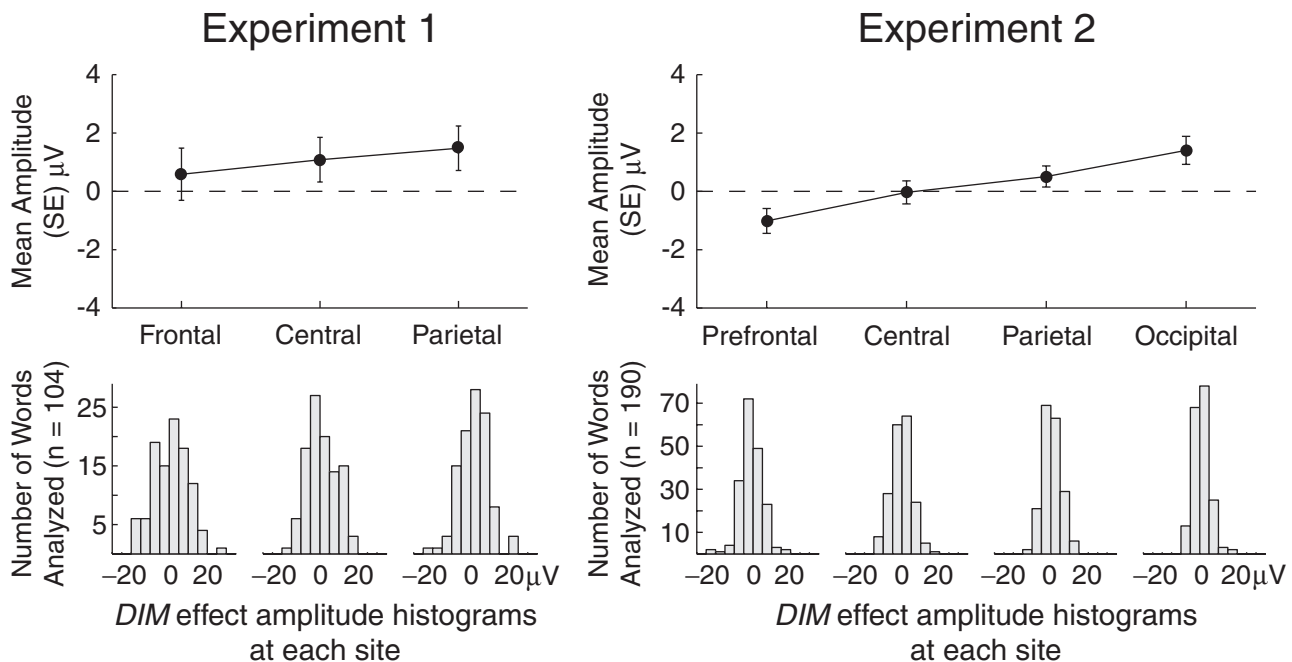 Experiment 1
Mean Amplitude
(SE) μV
4
2
0
-2
-4
Frontal Central Parietal
Number of Words
Analyzed (n = 104)
25
15
5
–20 0 20
–20 0 20
–20 0 20μV
DIM effect amplitude histograms
at each site
Experiment 2
Mean Amplitude
(SE) μV
4
2
0
-2
-4
Prefrontal Central Parietal Occipital
Number of Words
Analyzed (n = 190)
70
50
30
10
–20 0 20
–20 0 20
–20 0 20
–20 0 20μV
DIM effect amplitude histograms
at each site